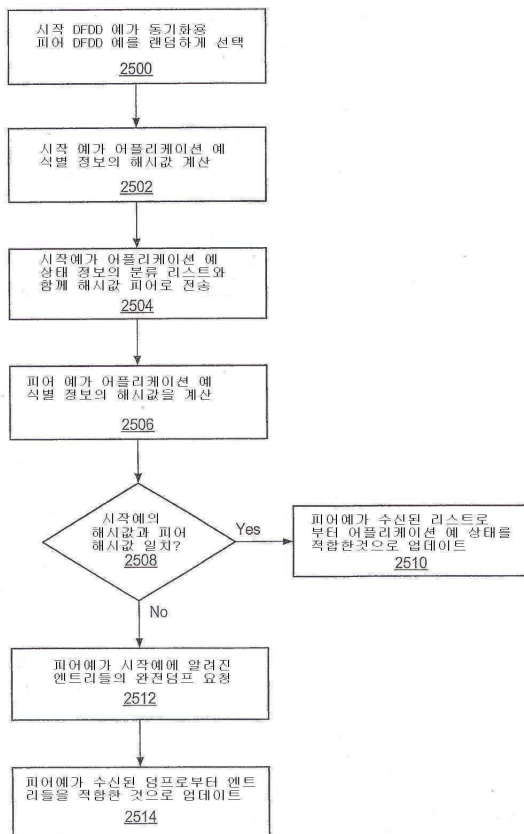 시작 DFDD 예가 동기화용
피어 DFDD 예를 랜덤하게 선택
2500
시작 예가 어플리케이션 예
식별 정보의 해시값 계산
2502
시작예가 어플리케이션 예
상태 정보의 분류 리스트와
함께 해시값 피어로 전송
2504
피어 예가 어플리케이션 예
식별 정보의 해시값을 계산
2506
시작예의
해시값과 피어
해시값 일치?
2508
Yes
피어예가 수신된 리스트로
부터 어플리케이션 예 상태를
적합한것으로 업데이트
2510
No
피어예가 시작예에 알려진
엔트리들의 완전덤프 요청
2512
피어예가 수신된 덤프로부터 엔트
리들을 적합한 것으로 업데이트
2514